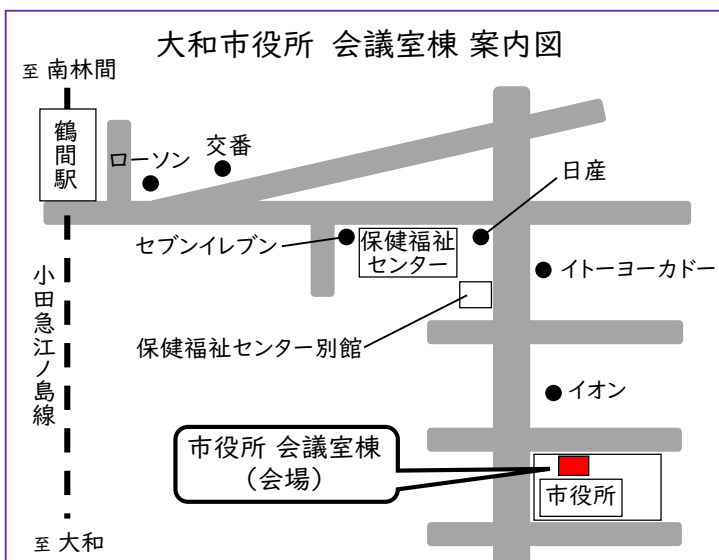 大和市役所 会議室棟 案内図
至 南林間
鶴間駅
ローソン
交番
日産
セブンイレブン
保健福祉
センター
イトーヨーカドー
小田急江ノ島線
保健福祉センター別館
イオン
市役所 会議室棟
（会場）
市役所
至 大和